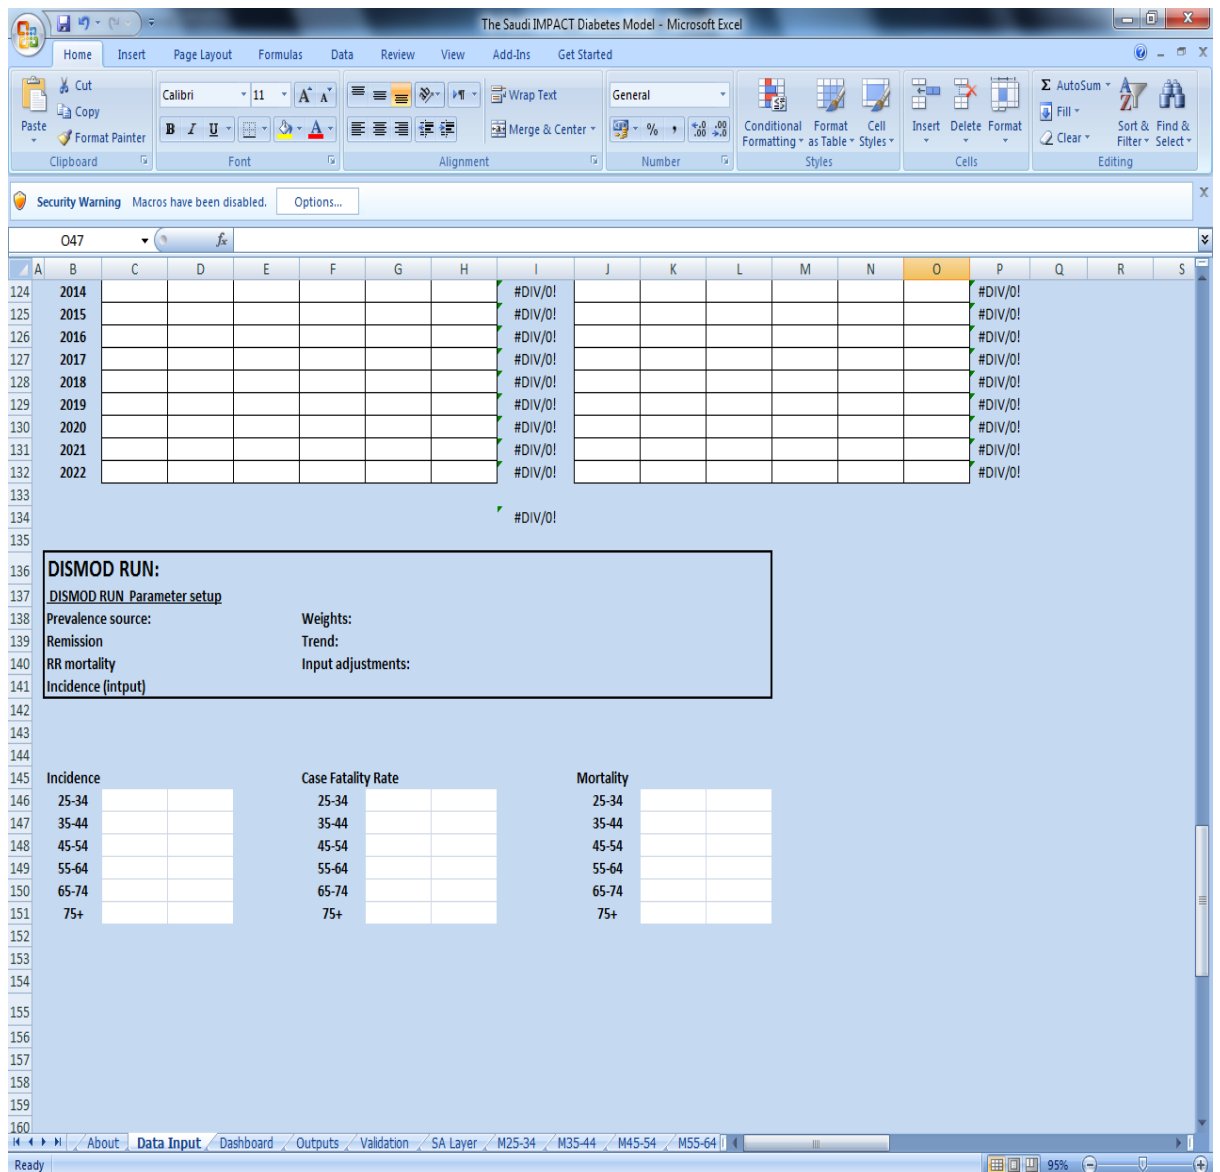 The Saudi IMPACT Diabetes Model - Microsoft Excel
Home Insert Page Layout Formulas Data Review View Add-Ins Get Started
Paste
Cut
Copy
Format Painter
Clipboard
Calibri 11 A A
B I U A
Font
Wrap Text
Merge & Center
Alignment
General
% , .0 .00 .00 .0
Number
Conditional Formatting
Format as Table
Cell Styles
Styles
Insert Delete Format
Cells
Σ AutoSum
Fill
Clear
Sort & Filter
Find & Select
Editing
Security Warning Macros have been disabled. Options...
O47 fx
A B C D E F G H I J K L M N O P Q R S
124 2014 #DIV/0! #DIV/0!
125 2015 #DIV/0! #DIV/0!
126 2016 #DIV/0! #DIV/0!
127 2017 #DIV/0! #DIV/0!
128 2018 #DIV/0! #DIV/0!
129 2019 #DIV/0! #DIV/0!
130 2020 #DIV/0! #DIV/0!
131 2021 #DIV/0! #DIV/0!
132 2022 #DIV/0! #DIV/0!
133
134 #DIV/0!
135
136 DISMOD RUN:
137 DISMOD RUN Parameter setup
138 Prevalence source: Weights:
139 Remission Trend:
140 RR mortality Input adjustments:
141 Incidence (intput)
142
143
144
145 Incidence Case Fatality Rate Mortality
146 25-34 25-34 25-34
147 35-44 35-44 35-44
148 45-54 45-54 45-54
149 55-64 55-64 55-64
150 65-74 65-74 65-74
151 75+ 75+ 75+
152
153
154
155
156
157
158
159
160
About Data Input Dashboard Outputs Validation SA Layer M25-34 M35-44 M45-54 M55-64
Ready 95%